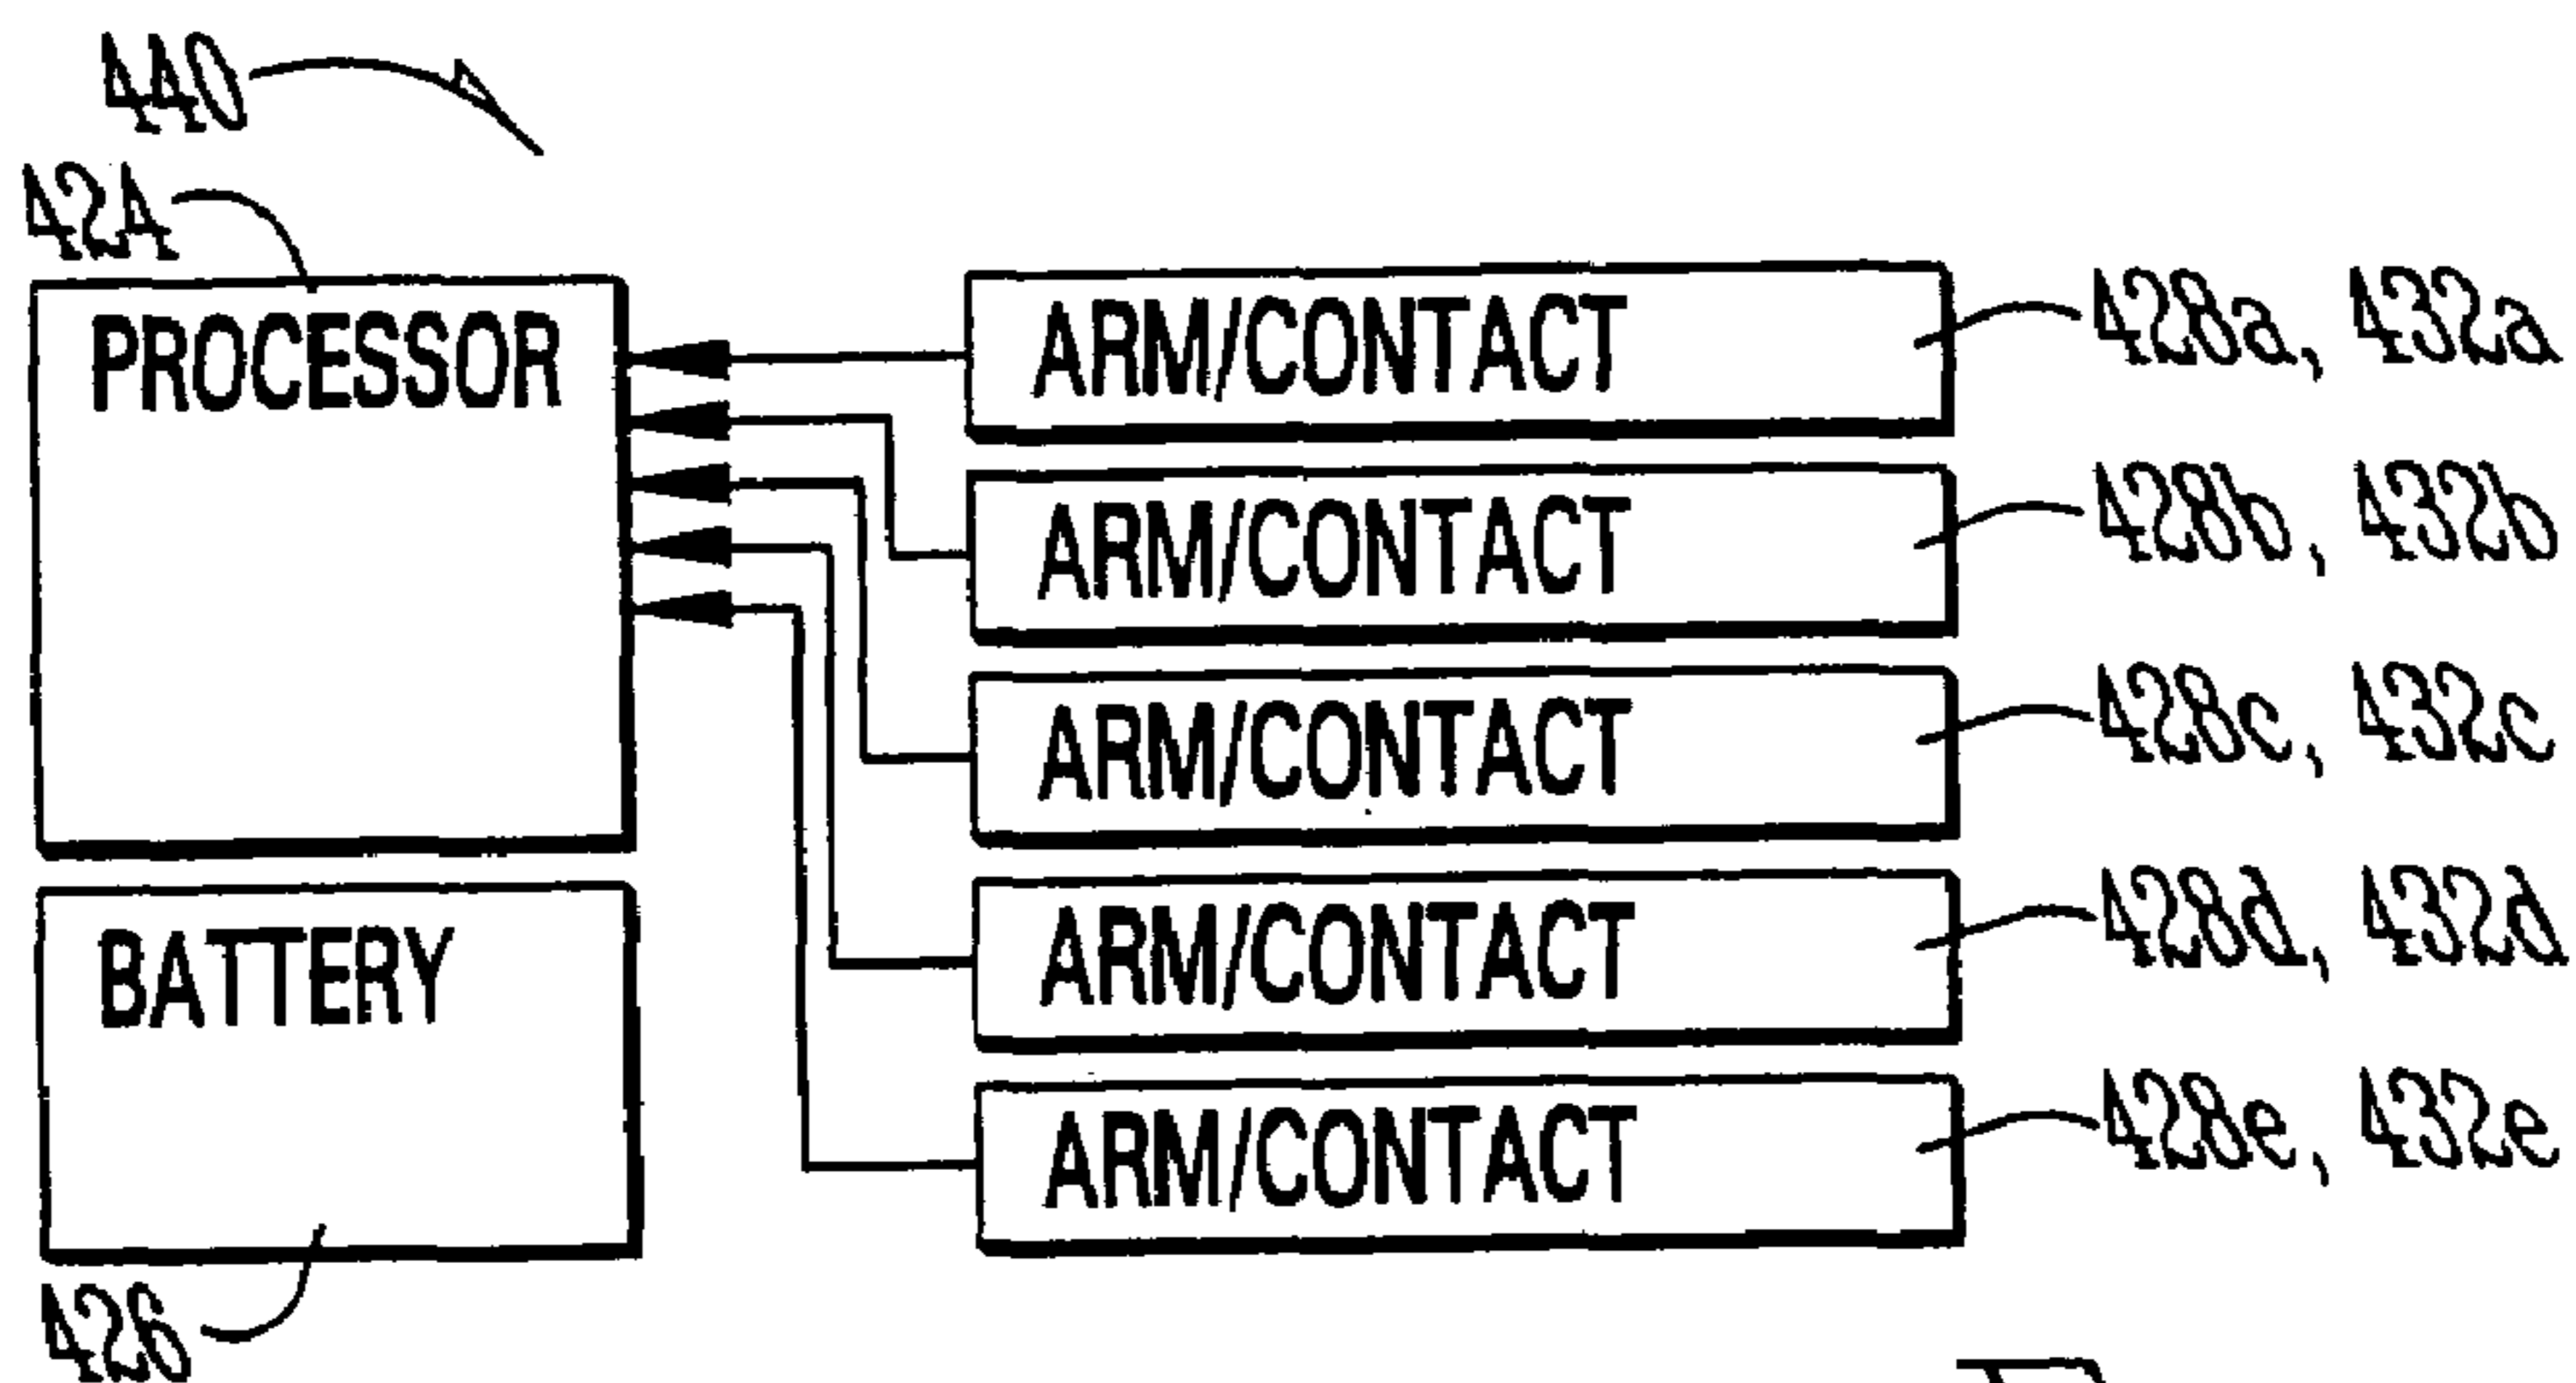 440
424
PROCESSOR
ARM/CONTACT
428a, 432a
ARM/CONTACT
428b, 432b
ARM/CONTACT
428c, 432c
ARM/CONTACT
428d, 432d
ARM/CONTACT
428e, 432e
BATTERY
426